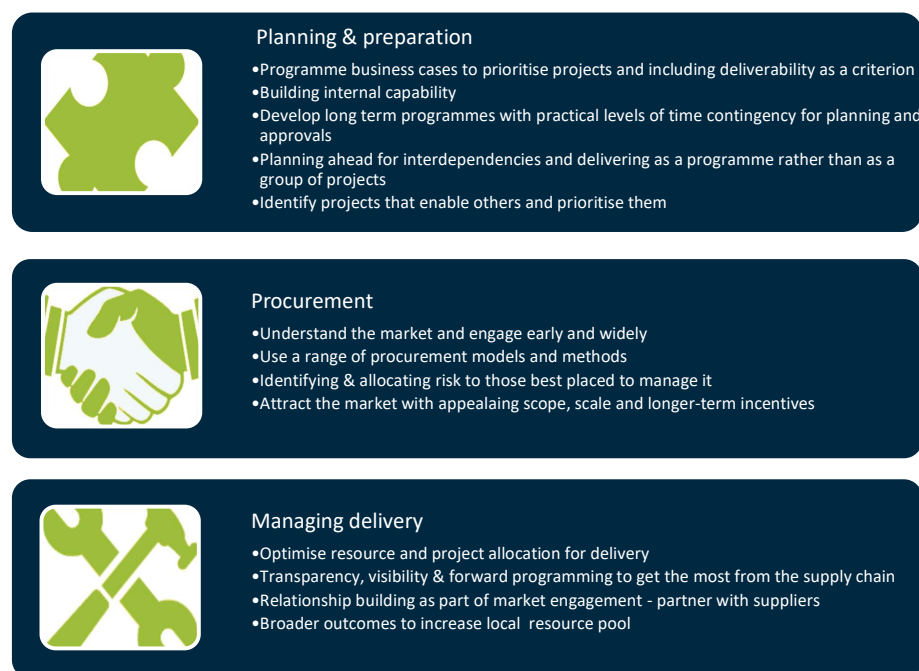 Planning & preparation
•Programme business cases to prioritise projects and including deliverability as a criterion
•Building internal capability
•Develop long term programmes with practical levels of time contingency for planning and
approvals
•Planning ahead for interdependencies and delivering as a programme rather than as a
group of projects
•Identify projects that enable others and prioritise them
Procurement
•Understand the market and engage early and widely
•Use a range of procurement models and methods
•Identifying & allocating risk to those best placed to manage it
•Attract the market with appealaing scope, scale and longer-term incentives
Managing delivery
•Optimise resource and project allocation for delivery
•Transparency, visibility & forward programming to get the most from the supply chain
•Relationship building as part of market engagement - partner with suppliers
•Broader outcomes to increase local resource pool